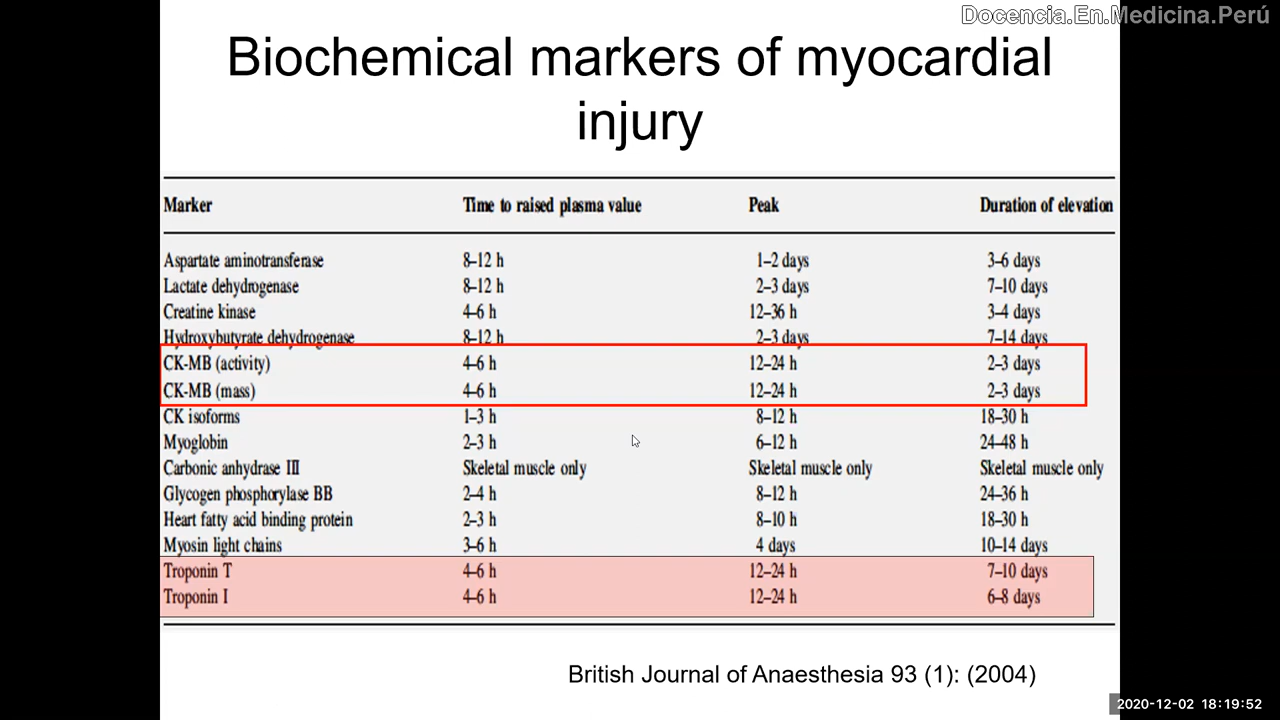 Docencia.En.Medicina.Perú
Biochemical markers of myocardial
injury
Marker Time to raised plasma value Peak Duration of elevation
Aspartate aminotransferase 8–12 h 1–2 days 3–6 days
Lactate dehydrogenase 8–12 h 2–3 days 7–10 days
Creatine kinase 4–6 h 12–36 h 3–4 days
Hydroxybutyrate dehydrogenase 8–12 h 2–3 days 7–14 days
CK-MB (activity) 4–6 h 12–24 h 2–3 days
CK-MB (mass) 4–6 h 12–24 h 2–3 days
CK isoforms 1–3 h 8–12 h 18–30 h
Myoglobin 2–3 h 6–12 h 24–48 h
Carbonic anhydrase III Skeletal muscle only Skeletal muscle only Skeletal muscle only
Glycogen phosphorylase BB 2–4 h 8–12 h 24–36 h
Heart fatty acid binding protein 2–3 h 8–10 h 18–30 h
Myosin light chains 3–6 h 4 days 10–14 days
Troponin T 4–6 h 12–24 h 7–10 days
Troponin I 4–6 h 12–24 h 6–8 days
British Journal of Anaesthesia 93 (1): (2004)
2020-12-02 18:19:52